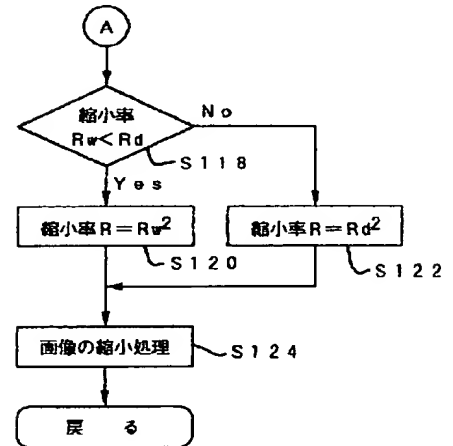 A
縮小率
Rw<Rd
No
S118
Yes
縮小率R=Rw²
縮小率R=Rd²
S120
S122
画像の縮小処理
S124
戻る